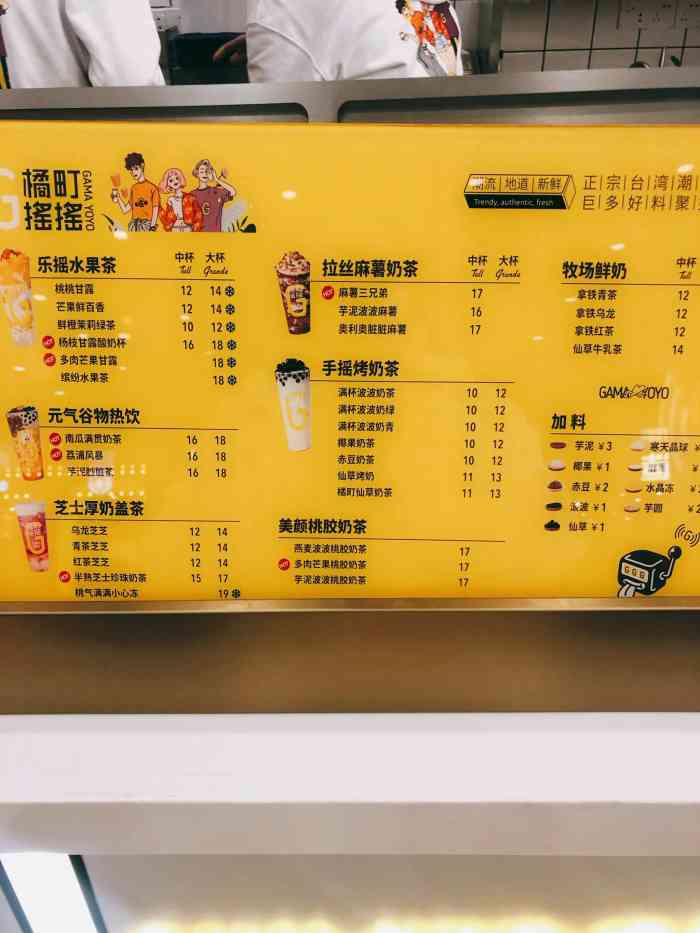 橘町
摇摇
GAMA YOYO
潮流 | 地道 | 新鲜
Trendy, authentic, fresh
正|宗|台|湾|潮
巨|多|好|料|聚
乐摇水果茶 中杯 Tall 大杯 Grande
桃桃甘露 12 14
芒果鲜百香 12 14
鲜橙茉莉绿茶 10 12
HOT 杨枝甘露酸奶杯 16 18
HOT 多肉芒果甘露 18
缤纷水果茶 18
元气谷物热饮
HOT 南瓜满贯奶茶 16 18
HOT 荔浦风暴 16 18
16 18
芝士厚奶盖茶
乌龙芝芝 12 14
青茶芝芝 12 14
红茶芝芝 12 14
HOT 半熟芝士珍珠奶茶 15 17
桃气满满小心冻 19
拉丝麻薯奶茶 中杯 Tall 大杯 Grande
HOT 麻薯三兄弟 17
芋泥波波麻薯 16
奥利奥脏脏麻薯 17
手摇烤奶茶
满杯波波奶茶 10 12
满杯波波奶绿 10 12
满杯波波奶青 10 12
椰果奶茶 10 12
赤豆奶茶 10 12
仙草烤奶 11 13
橘町仙草奶茶 11 13
美颜桃胶奶茶
燕麦波波桃胶奶茶 17
HOT 多肉芒果桃胶奶茶 17
芋泥波波桃胶奶茶 17
牧场鲜奶 中杯 Tall
拿铁青茶 12
拿铁乌龙 12
拿铁红茶 12
仙草牛乳茶 14
GAMA YOYO
加料
芋泥 ¥3 寒天晶球 ¥
椰果 ¥1
赤豆 ¥2 水晶冻 ¥
波波 ¥1 芋圆 ¥2
仙草 ¥1
G
GGG